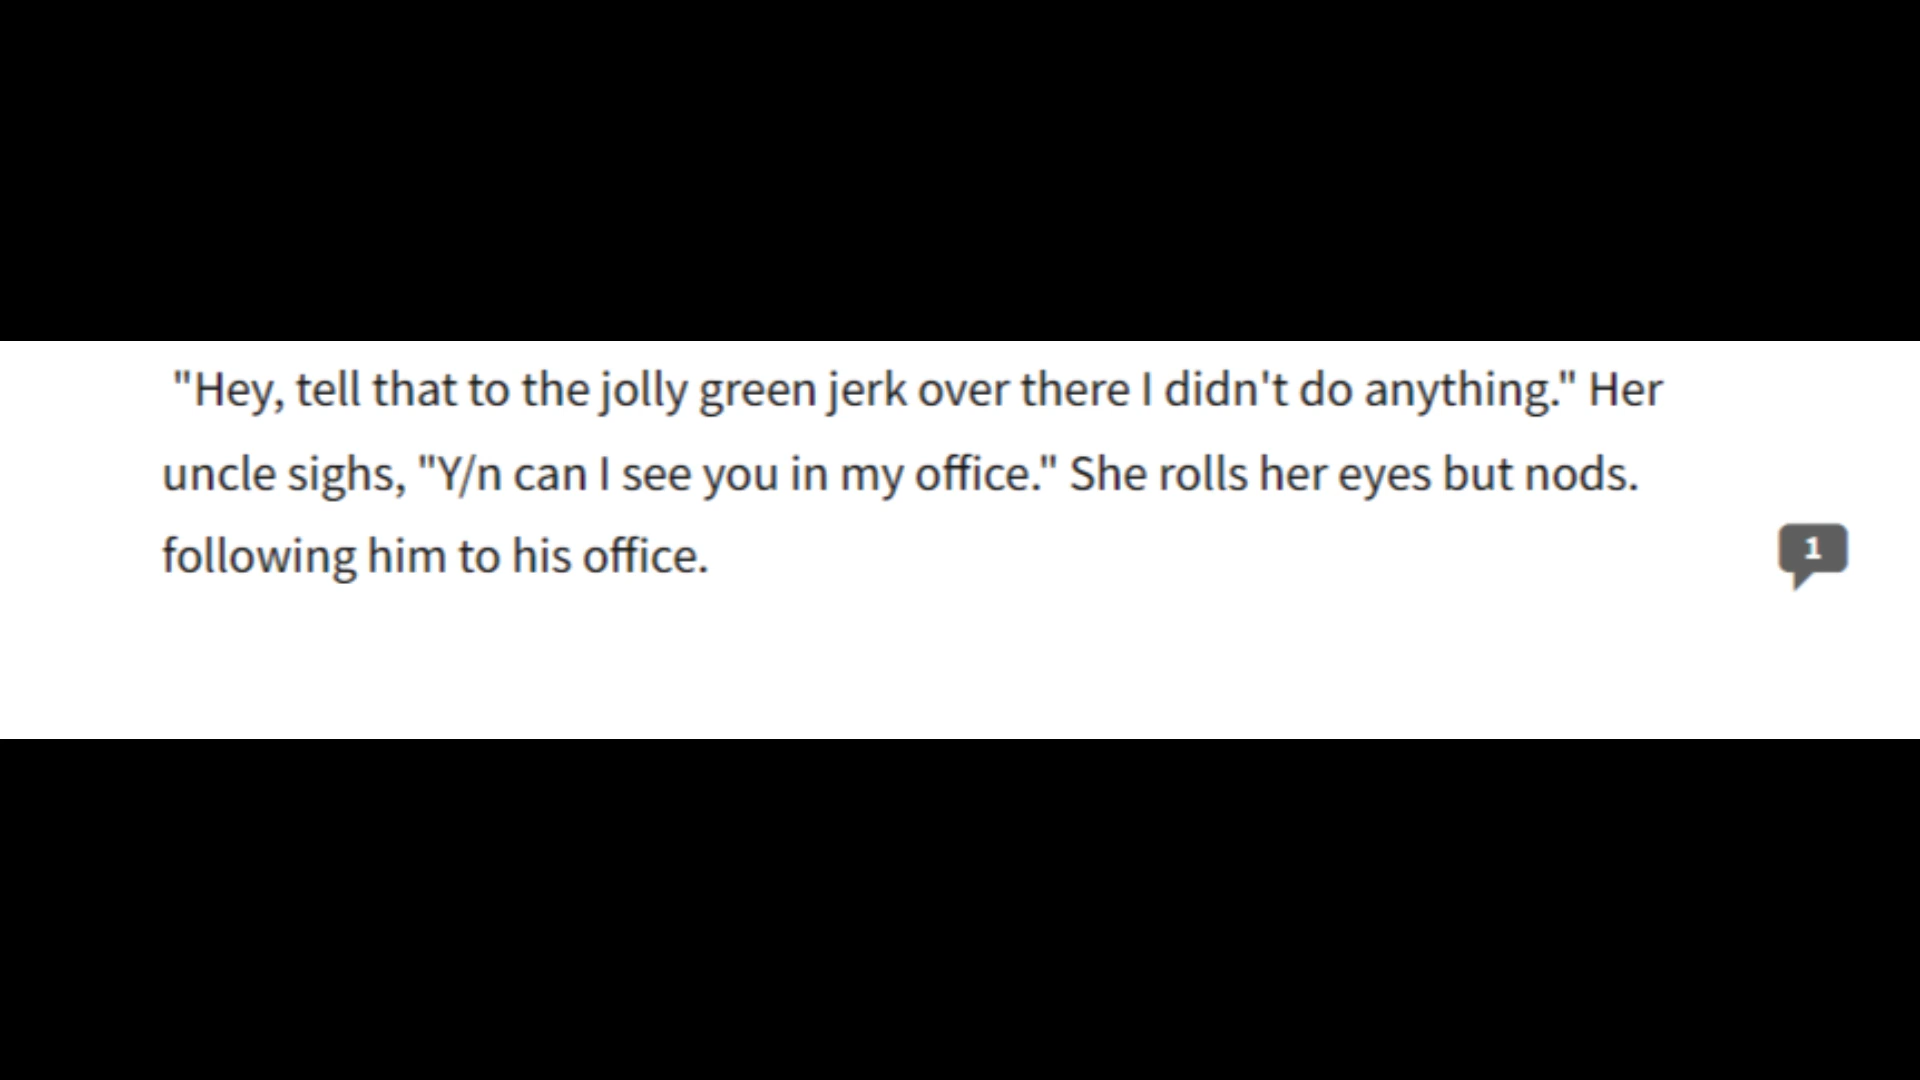 "Hey, tell that to the jolly green jerk over there I didn't do anything." Her
uncle sighs, "Y/n can I see you in my office." She rolls her eyes but nods.
following him to his office.
1